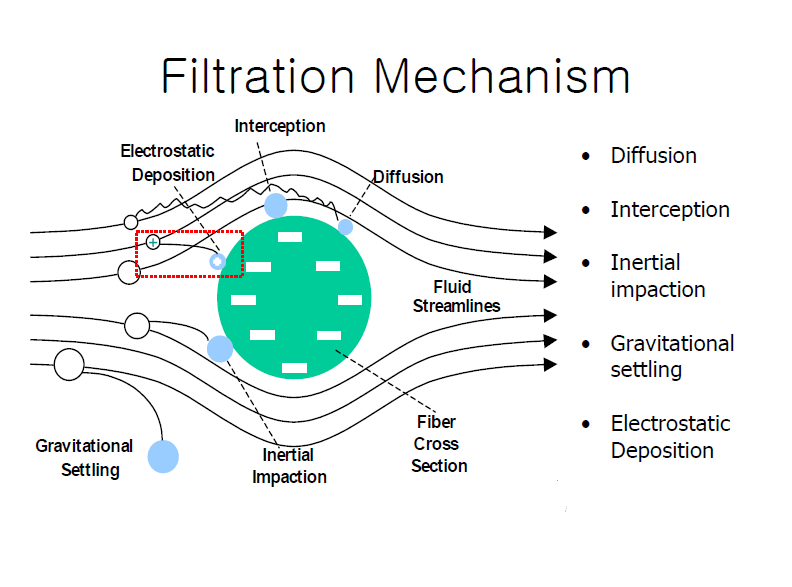 Filtration Mechanism
Interception
Electrostatic
Deposition
Diffusion
+
Fluid
Streamlines
Fiber
Cross
Section
Gravitational
Settling
Inertial
Impaction
• Diffusion
• Interception
• Inertial
impaction
• Gravitational
settling
• Electrostatic
Deposition